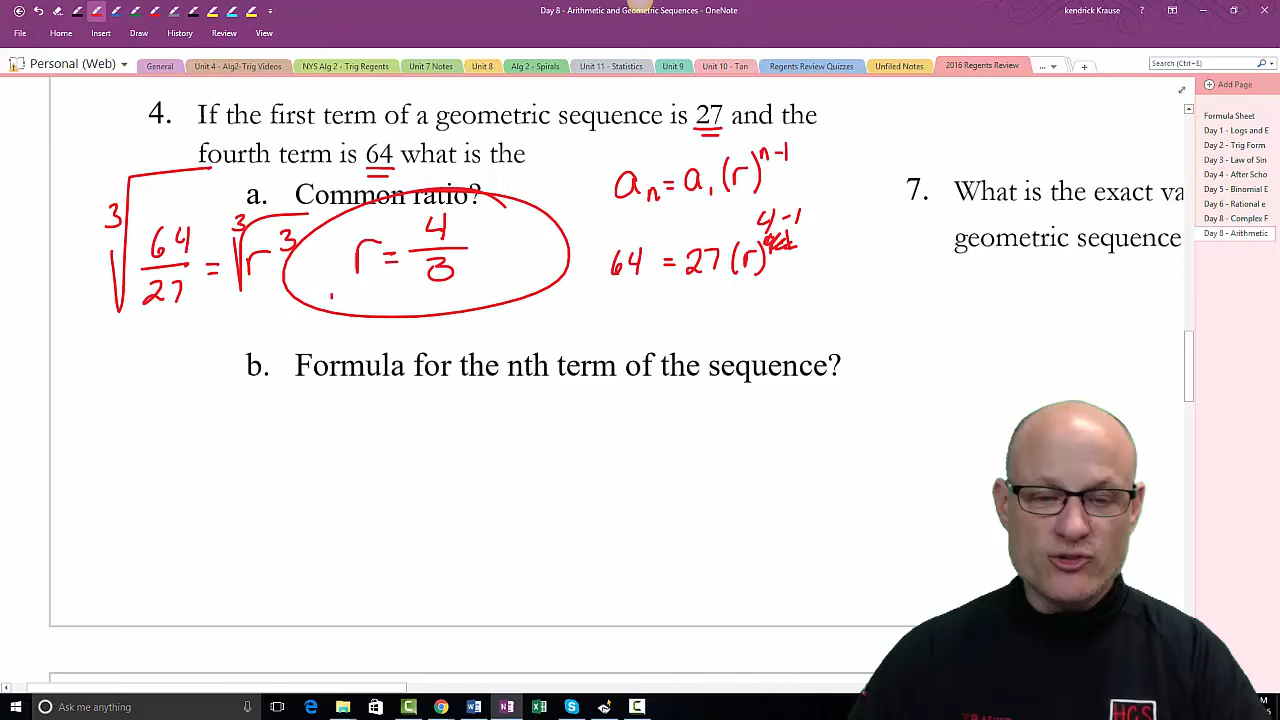 Day 8 - Arithmetic and Geometric Sequences - OneNote
kendrick Krause
File Home Insert Draw History Review View
Personal (Web)
General Unit 4 - Alg2-Trig Videos NYS Alg 2 - Trig Regents Unit 7 Notes Unit 8 Alg 2 - Spirals Unit 11 - Statistics Unit 9 Unit 10 - Tan Regents Review Quizzes Unfiled Notes 2016 Regents Review ...
Search (Ctrl+E)
Add Page
Formula Sheet
Day 1 - Logs and E
Day 2 - Trig Form
Day 3 - Law of Sin
Day 4 - After Scho
Day 5 - Binomial E
Day 6 - Rational e
Day 8 - Complex F
Day 8 - Arithmetic
4. If the first term of a geometric sequence is 27 and the
fourth term is 64 what is the
a. Common ratio?
∛(64/27) = ∛(r³)
r = 4/3
aₙ = a₁(r)ⁿ⁻¹
64 = 27(r)⁴⁻¹
b. Formula for the nth term of the sequence?
7. What is the exact va
geometric sequence
Ask me anything
HCS